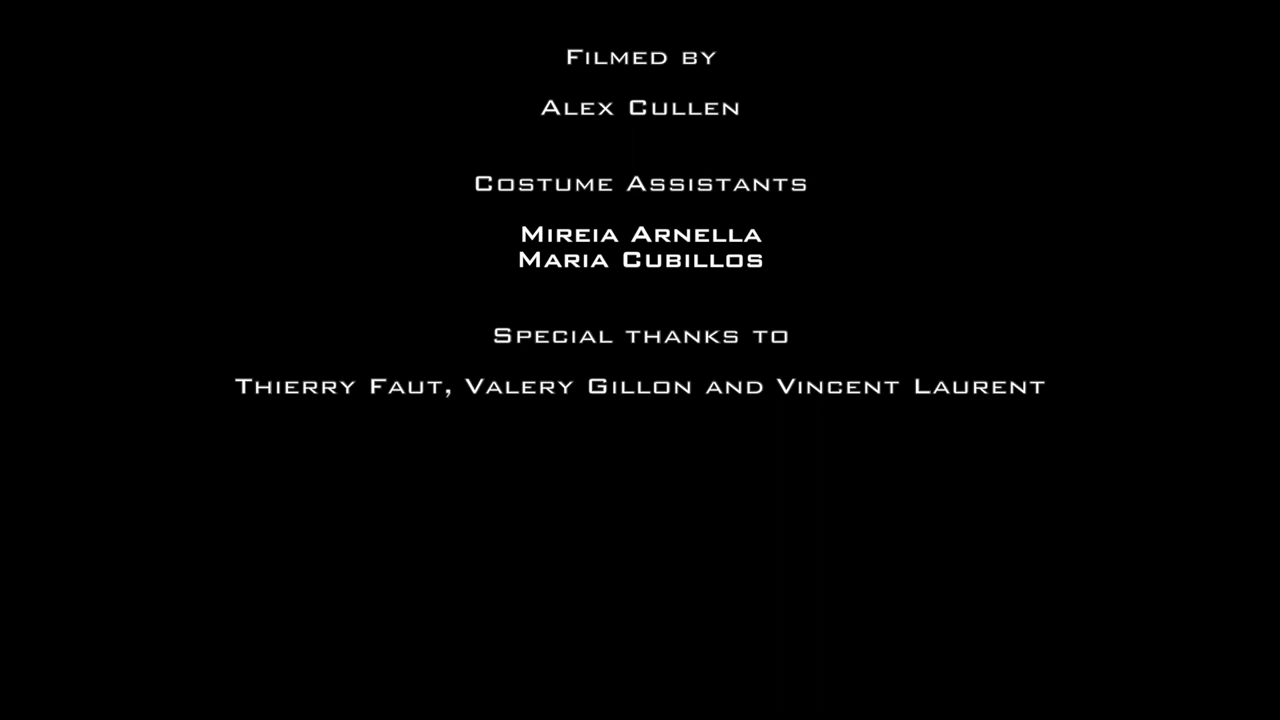 Filmed by
Alex Cullen
Costume Assistants
Mireia Arnella
Maria Cubillos
Special thanks to
Thierry Faut, Valery Gillon and Vincent Laurent